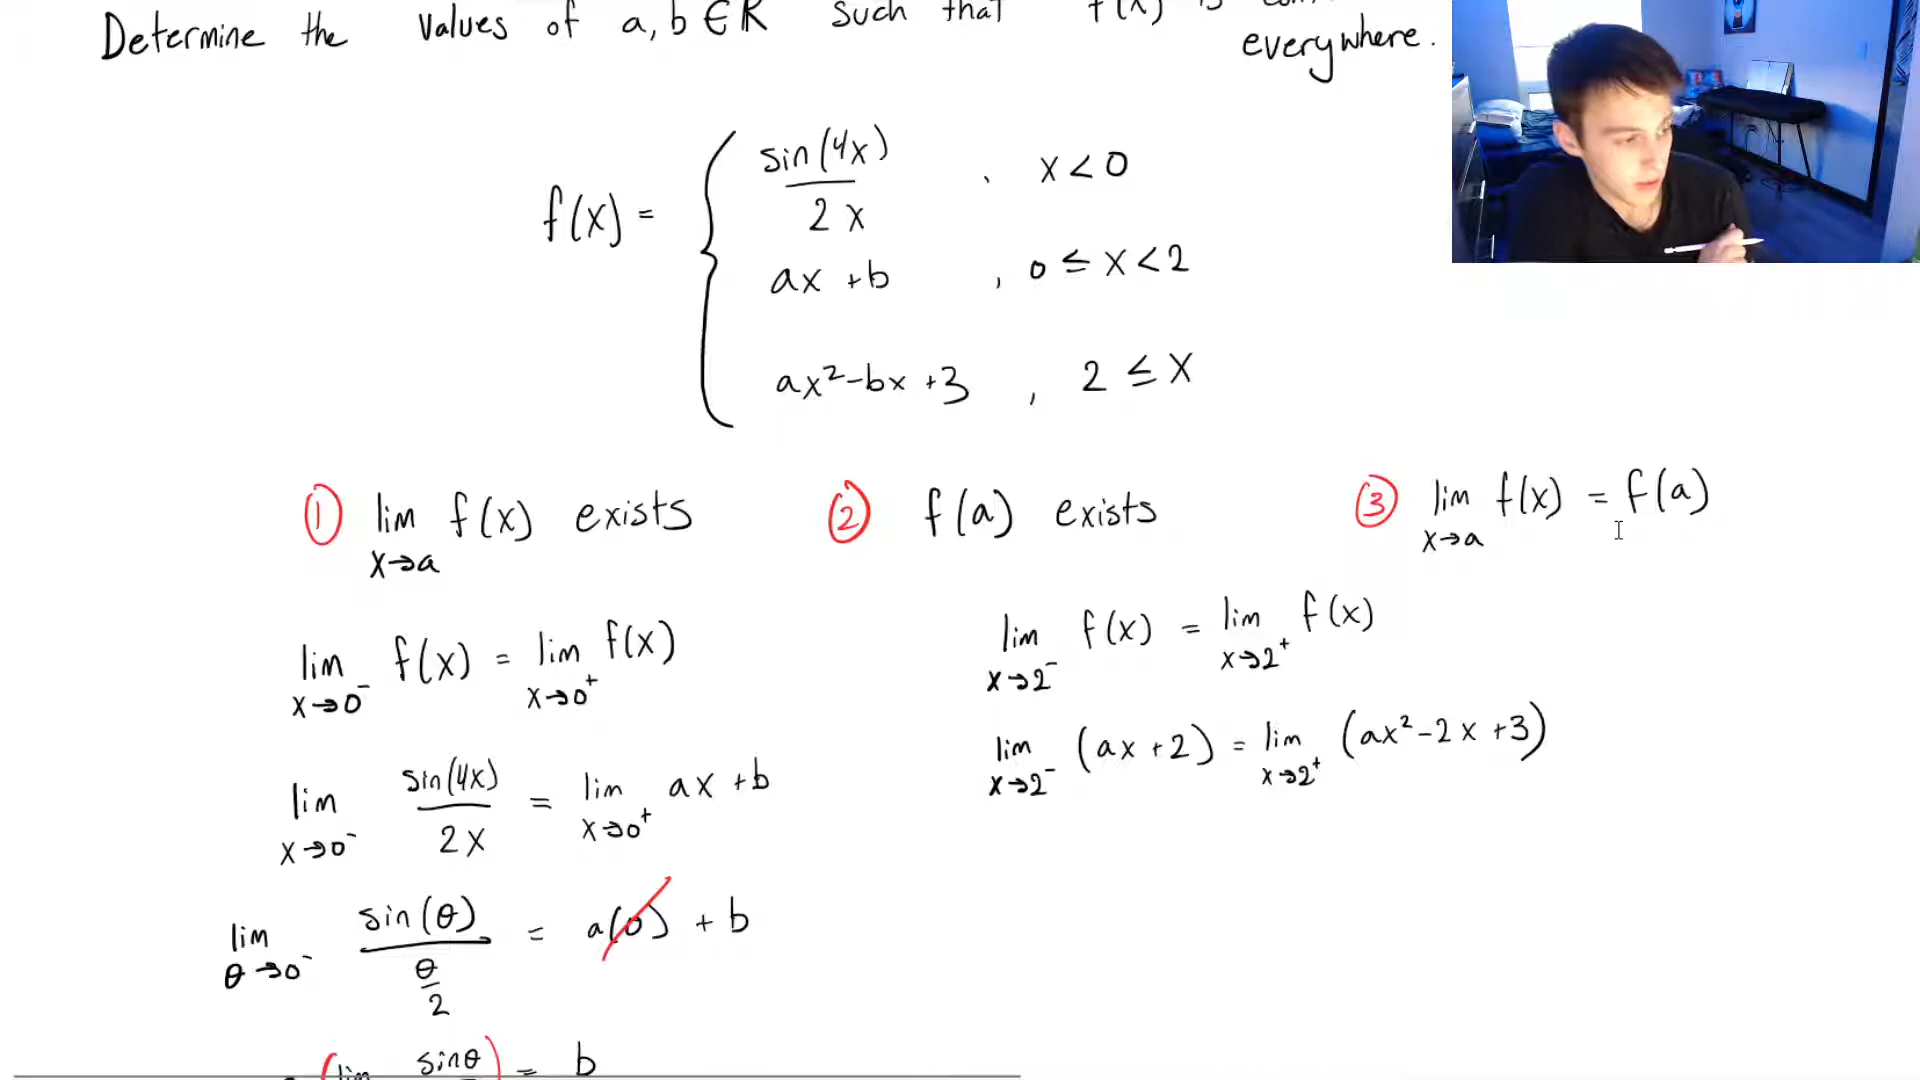 Determine the values of a, b ∈ ℝ such that f(x) is
everywhere.
f(x) = { sin(4x) / 2x , x < 0
ax + b , 0 ≤ x < 2
ax² - bx + 3 , 2 ≤ x
① lim x→a f(x) exists ② f(a) exists ③ lim x→a f(x) = f(a)
lim x→0⁻ f(x) = lim x→0⁺ f(x)
lim x→0⁻ sin(4x) / 2x = lim x→0⁺ ax + b
lim θ→0⁻ sin(θ) / (θ/2) = a(0) + b
(lim sinθ) = b
lim x→2⁻ f(x) = lim x→2⁺ f(x)
lim x→2⁻ (ax + 2) = lim x→2⁺ (ax² - 2x + 3)